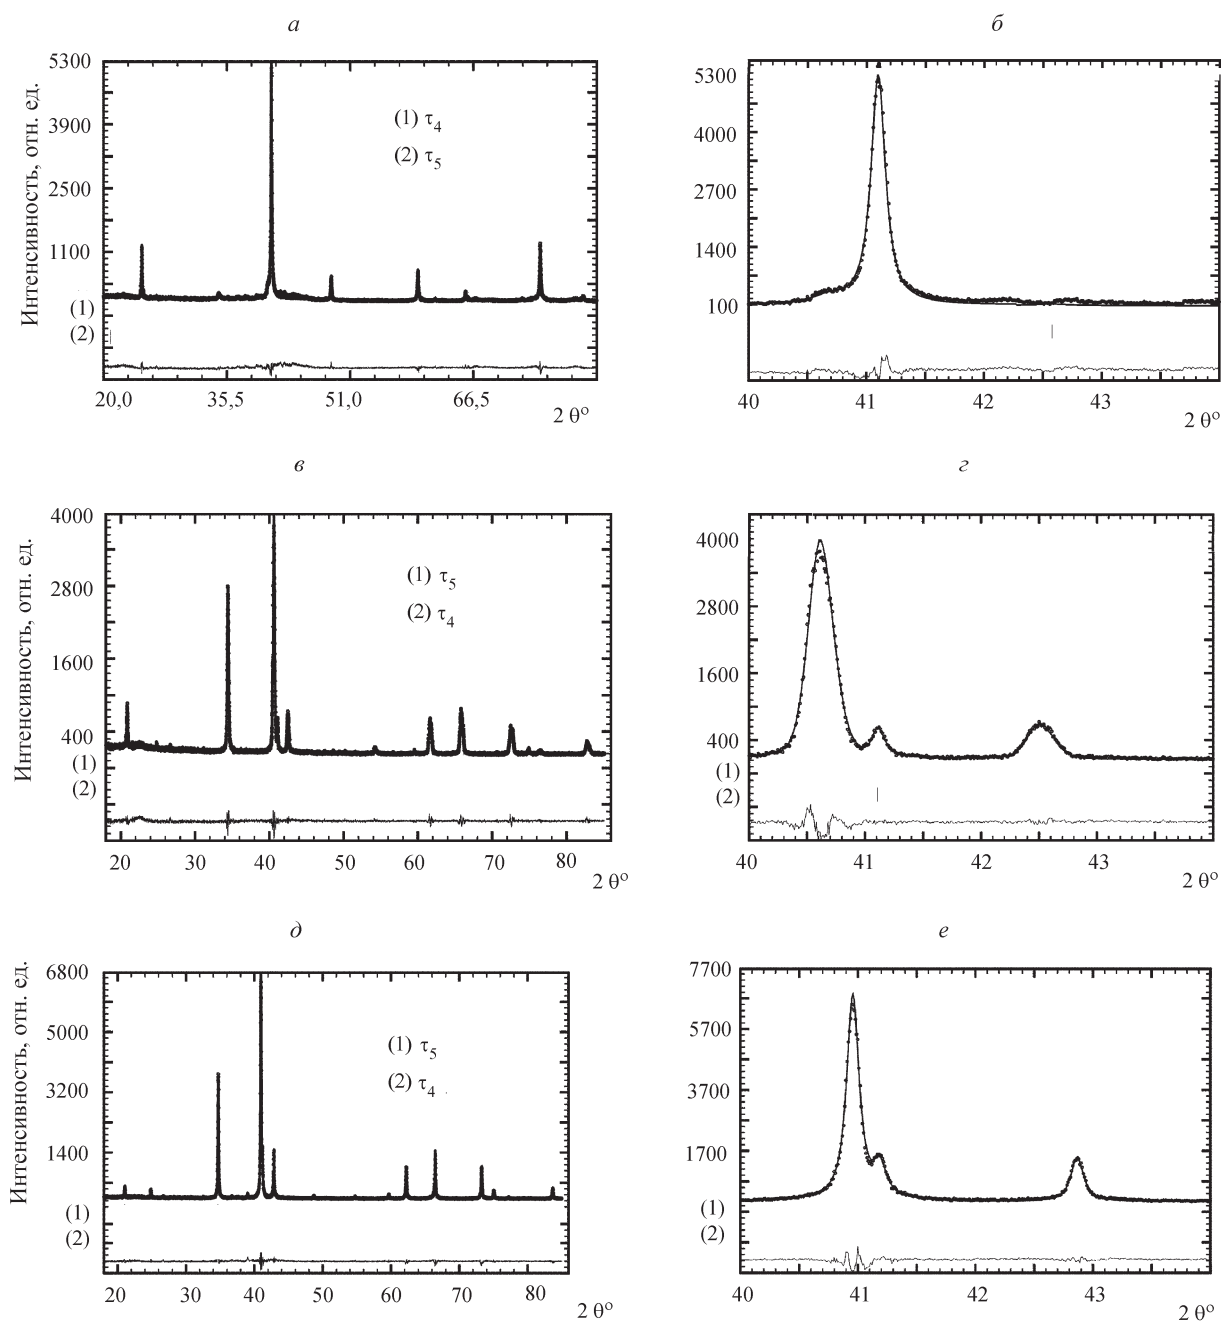 а
Интенсивность, отн. ед.
5300
3900
2500
1100
(1)
(2)
(1) τ4
(2) τ5
20,0 35,5 51,0 66,5
2 θ°
б
5300
4000
2700
1400
100
40 41 42 43
2 θ°
в
Интенсивность, отн. ед.
4000
2800
1600
400
(1)
(2)
(1) τ5
(2) τ4
20 30 40 50 60 70 80
2 θ°
г
4000
2800
1600
400
(1)
(2)
40 41 42 43
2 θ°
д
Интенсивность, отн. ед.
6800
5000
3200
1400
(1)
(2)
(1) τ5
(2) τ4
20 30 40 50 60 70 80
2 θ°
е
7700
5700
3700
1700
(1)
(2)
40 41 42 43
2 θ°